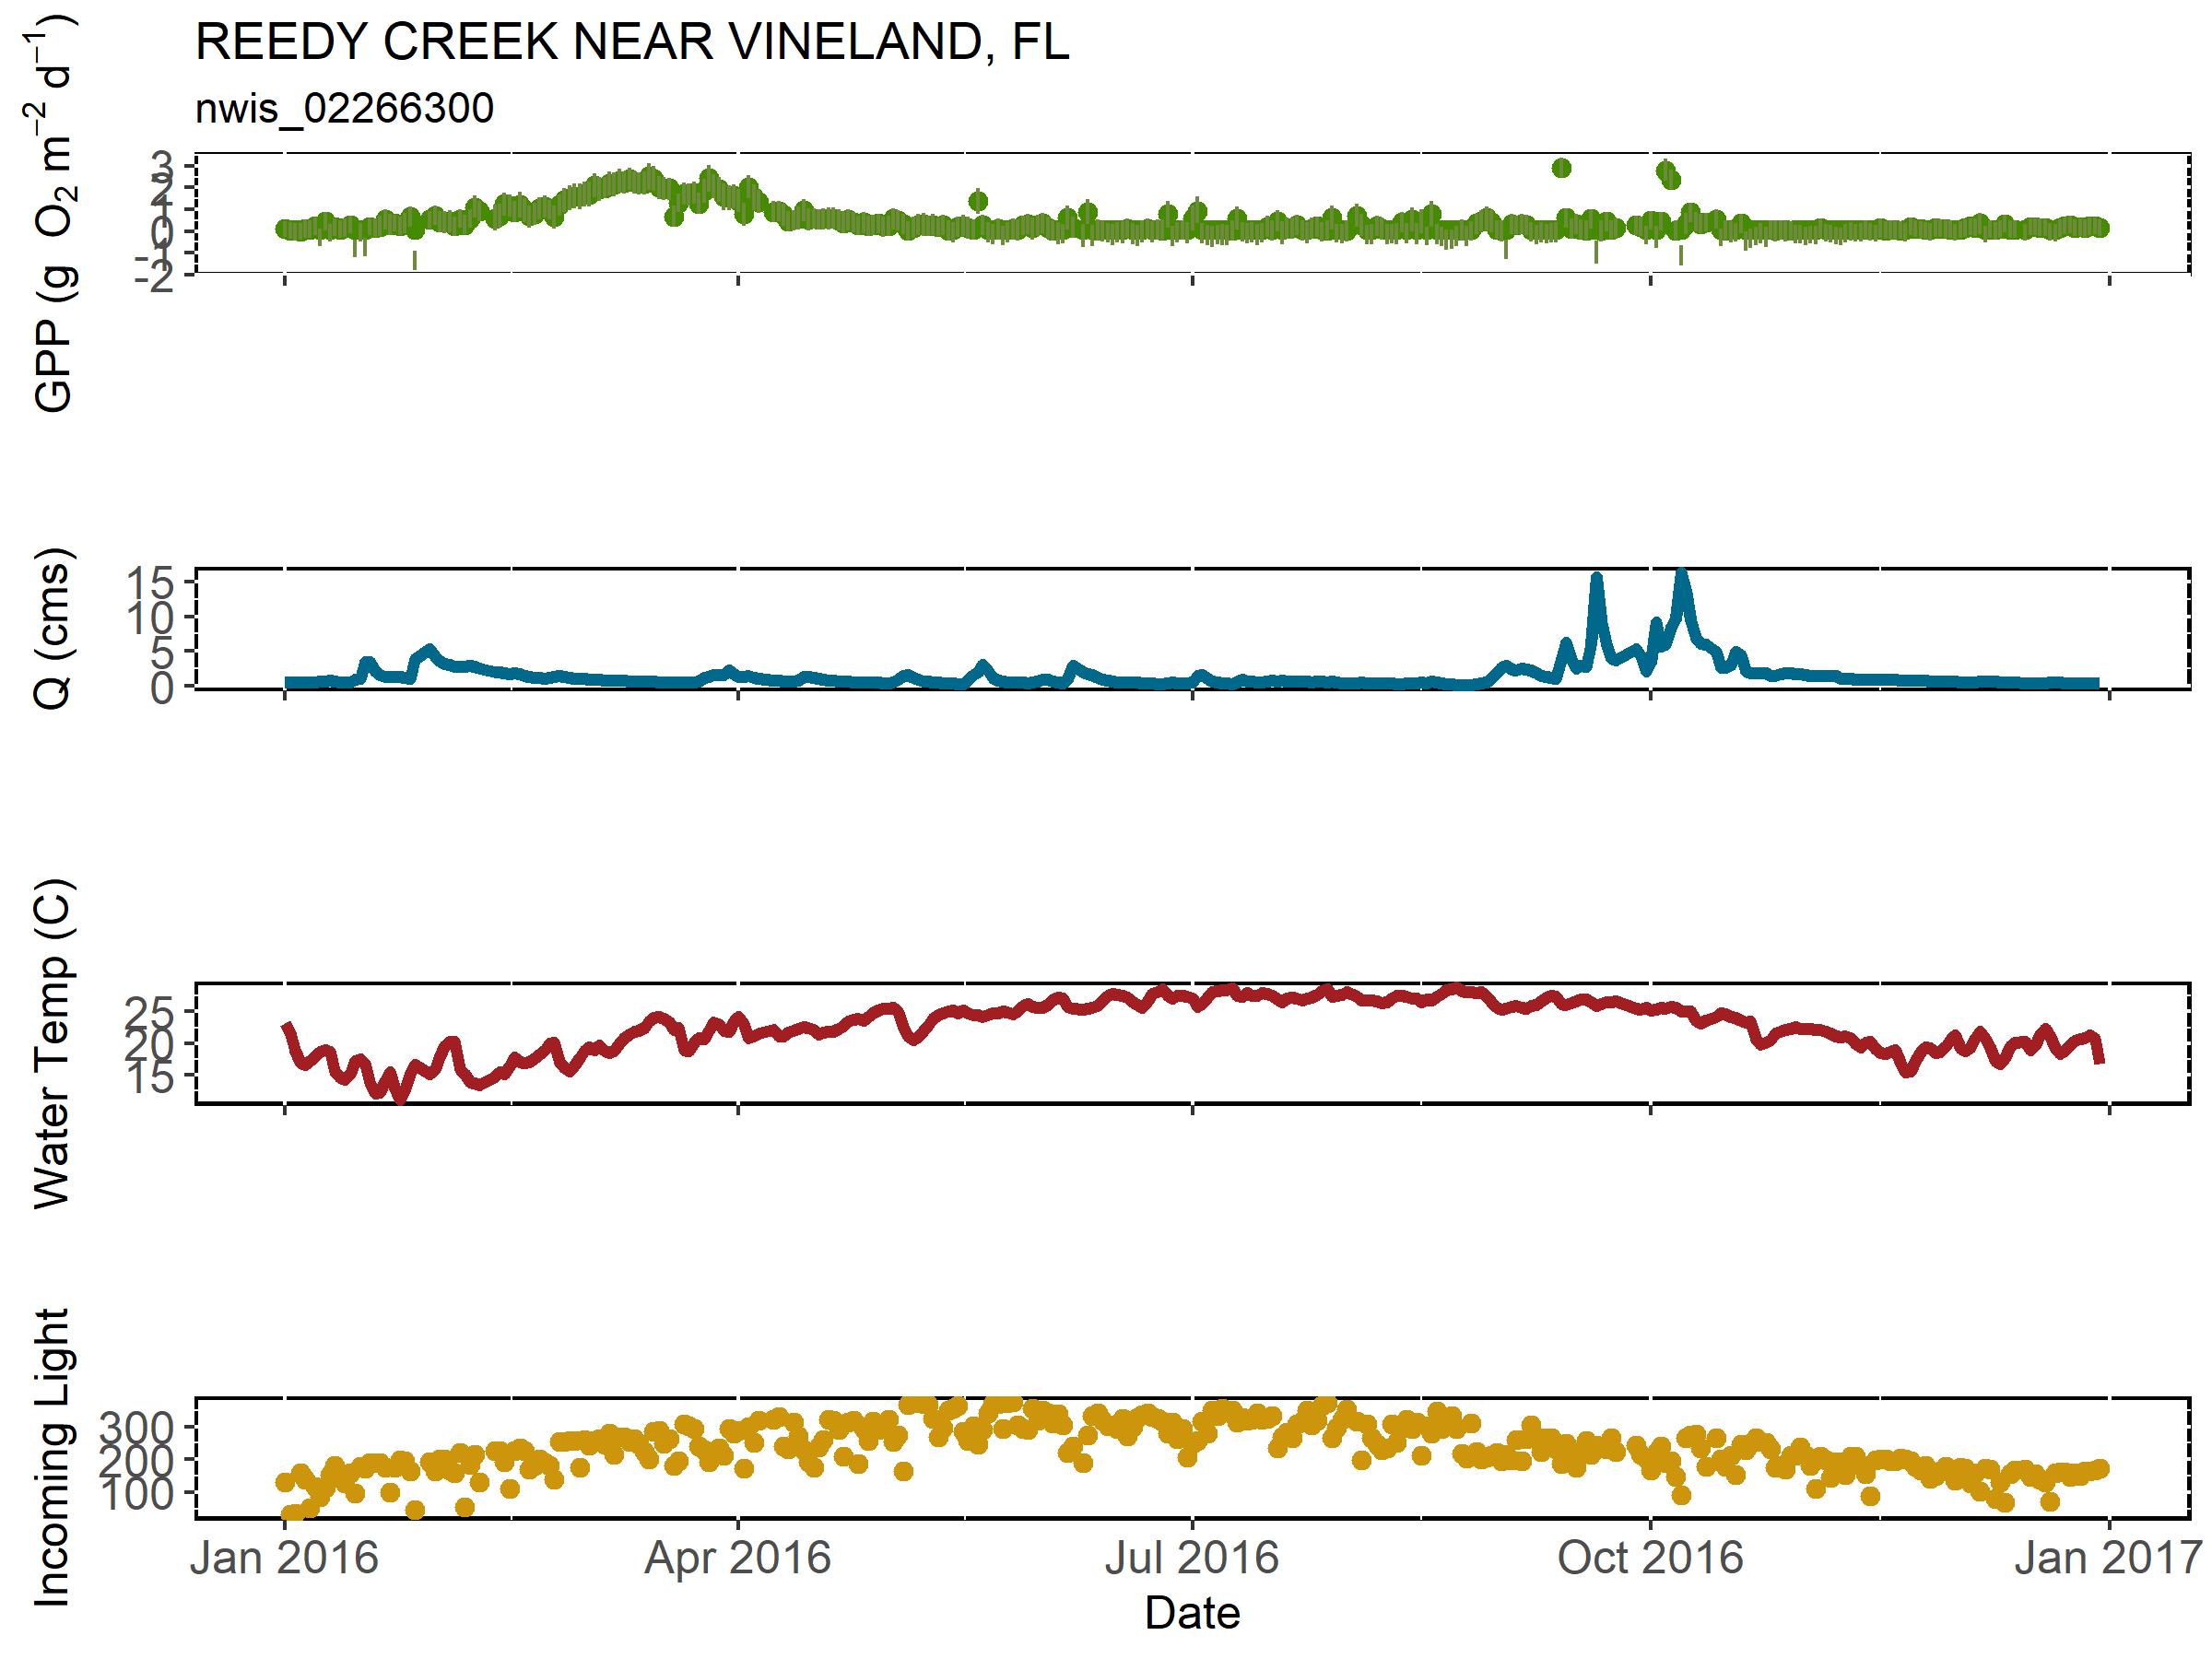 REEDY CREEK NEAR VINELAND, FL
nwis_02266300
GPP (g O₂ m⁻² d⁻¹)
3
2
1
0
-1
-2
Q (cms)
15
10
5
0
Water Temp (C)
25
20
15
Incoming Light
300
200
100
Jan 2016 Apr 2016 Jul 2016 Oct 2016 Jan 2017
Date